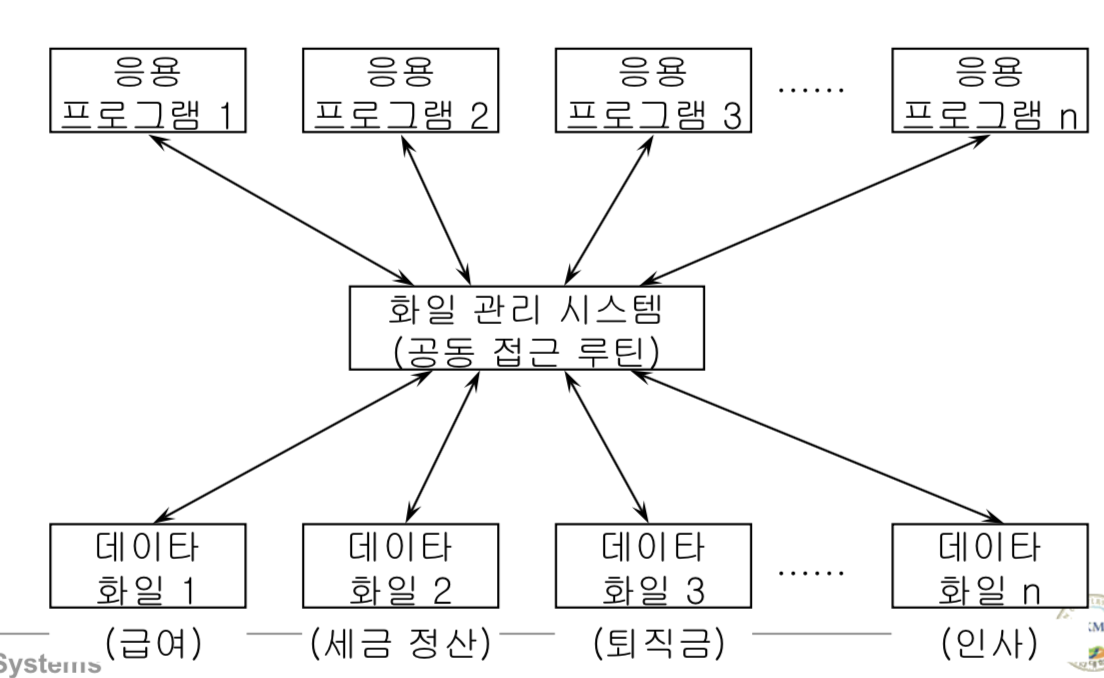 응용 응용 응용 응용
프로그램 1 프로그램 2 프로그램 3 ...... 프로그램 n
화일 관리 시스템
(공동 접근 루틴)
데이타 데이타 데이타 데이타
화일 1 화일 2 화일 3 ...... 화일 n
(급여) (세금 정산) (퇴직금) (인사)
Systems